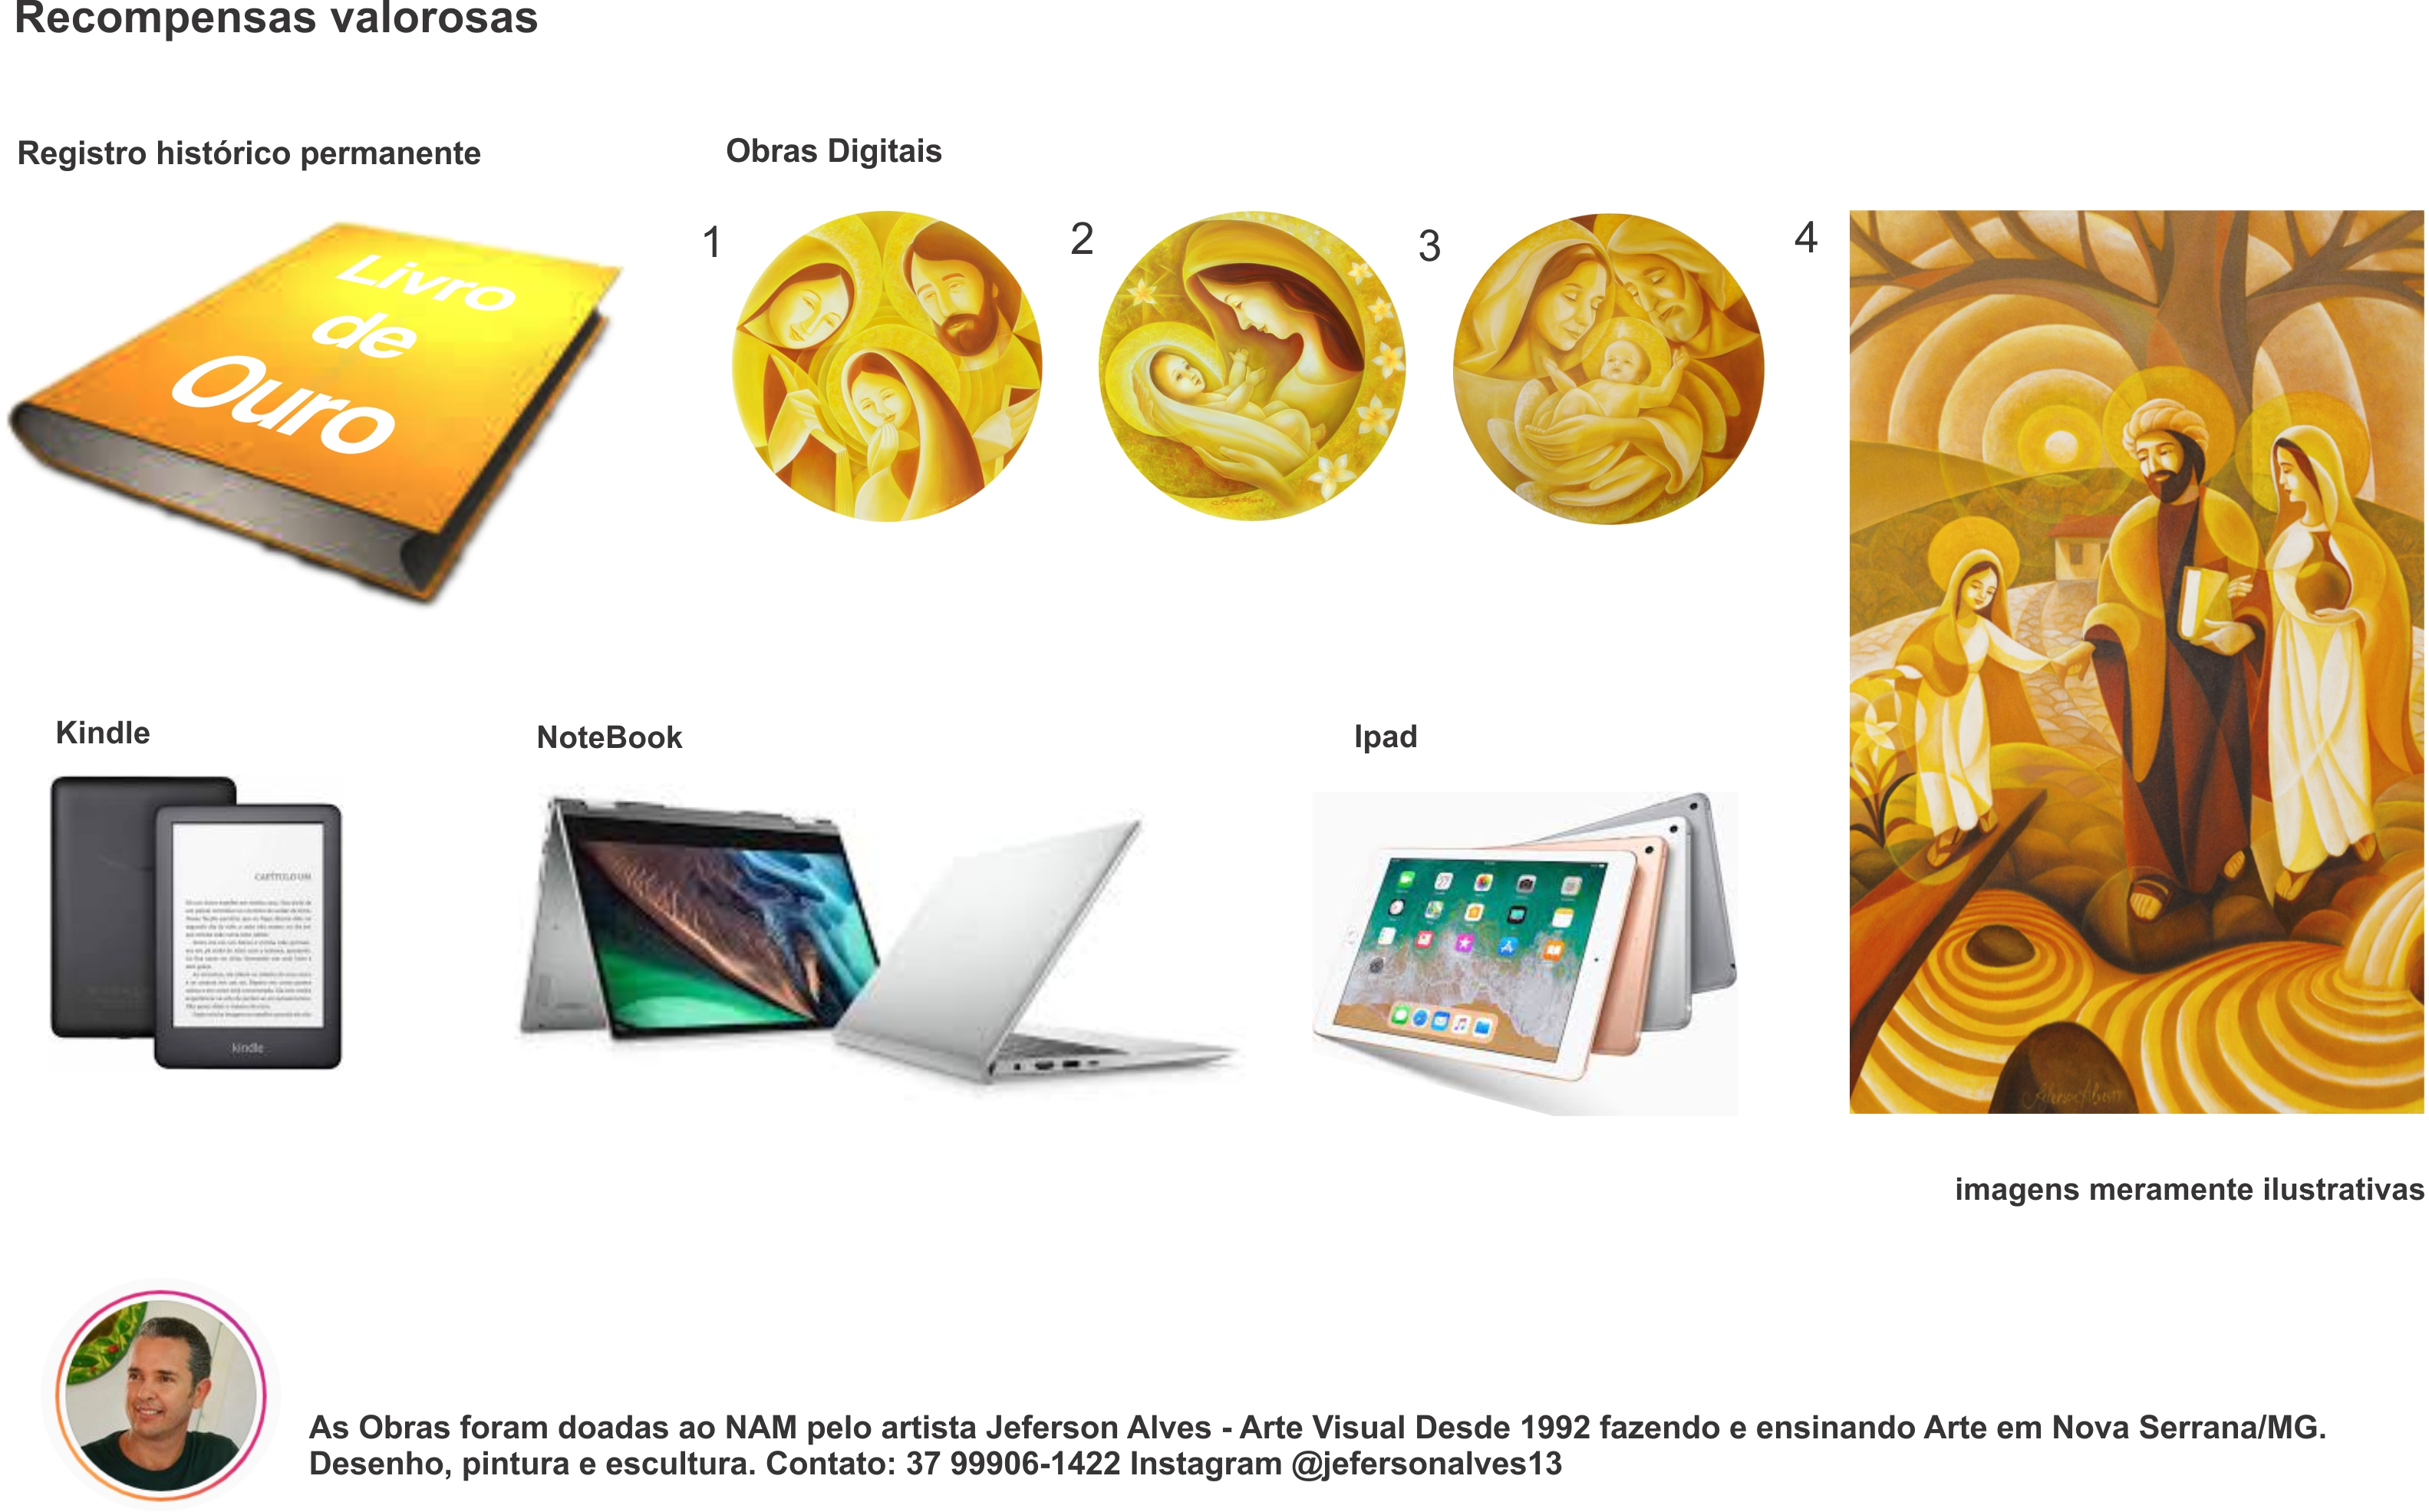 Recompensas valorosas
Registro histórico permanente
Obras Digitais
Livro
de
Ouro
1
2
3
4
Kindle
NoteBook
Ipad
CAPÍTULO UM
kindle
imagens meramente ilustrativas
As Obras foram doadas ao NAM pelo artista Jeferson Alves - Arte Visual Desde 1992 fazendo e ensinando Arte em Nova Serrana/MG.
Desenho, pintura e escultura. Contato: 37 99906-1422 Instagram @jefersonalves13